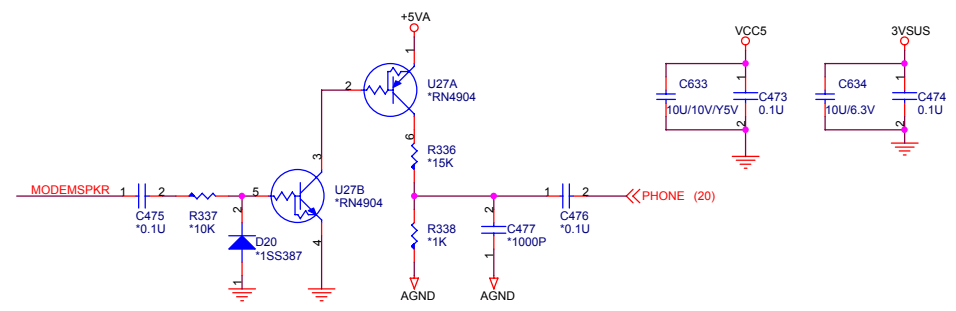 +5VA
1
2
U27A
*RN4904
6
R336
*15K
3
MODEMSPKR
1
2
C475
*0.1U
R337
*10K
5
U27B
*RN4904
4
2
D20
*1SS387
1
R338
*1K
AGND
2
C477
*1000P
1
AGND
1
2
C476
*0.1U
PHONE (20)
VCC5
C633
10U/10V/Y5V
1
C473
0.1U
2
3VSUS
C634
10U/6.3V
1
C474
0.1U
2